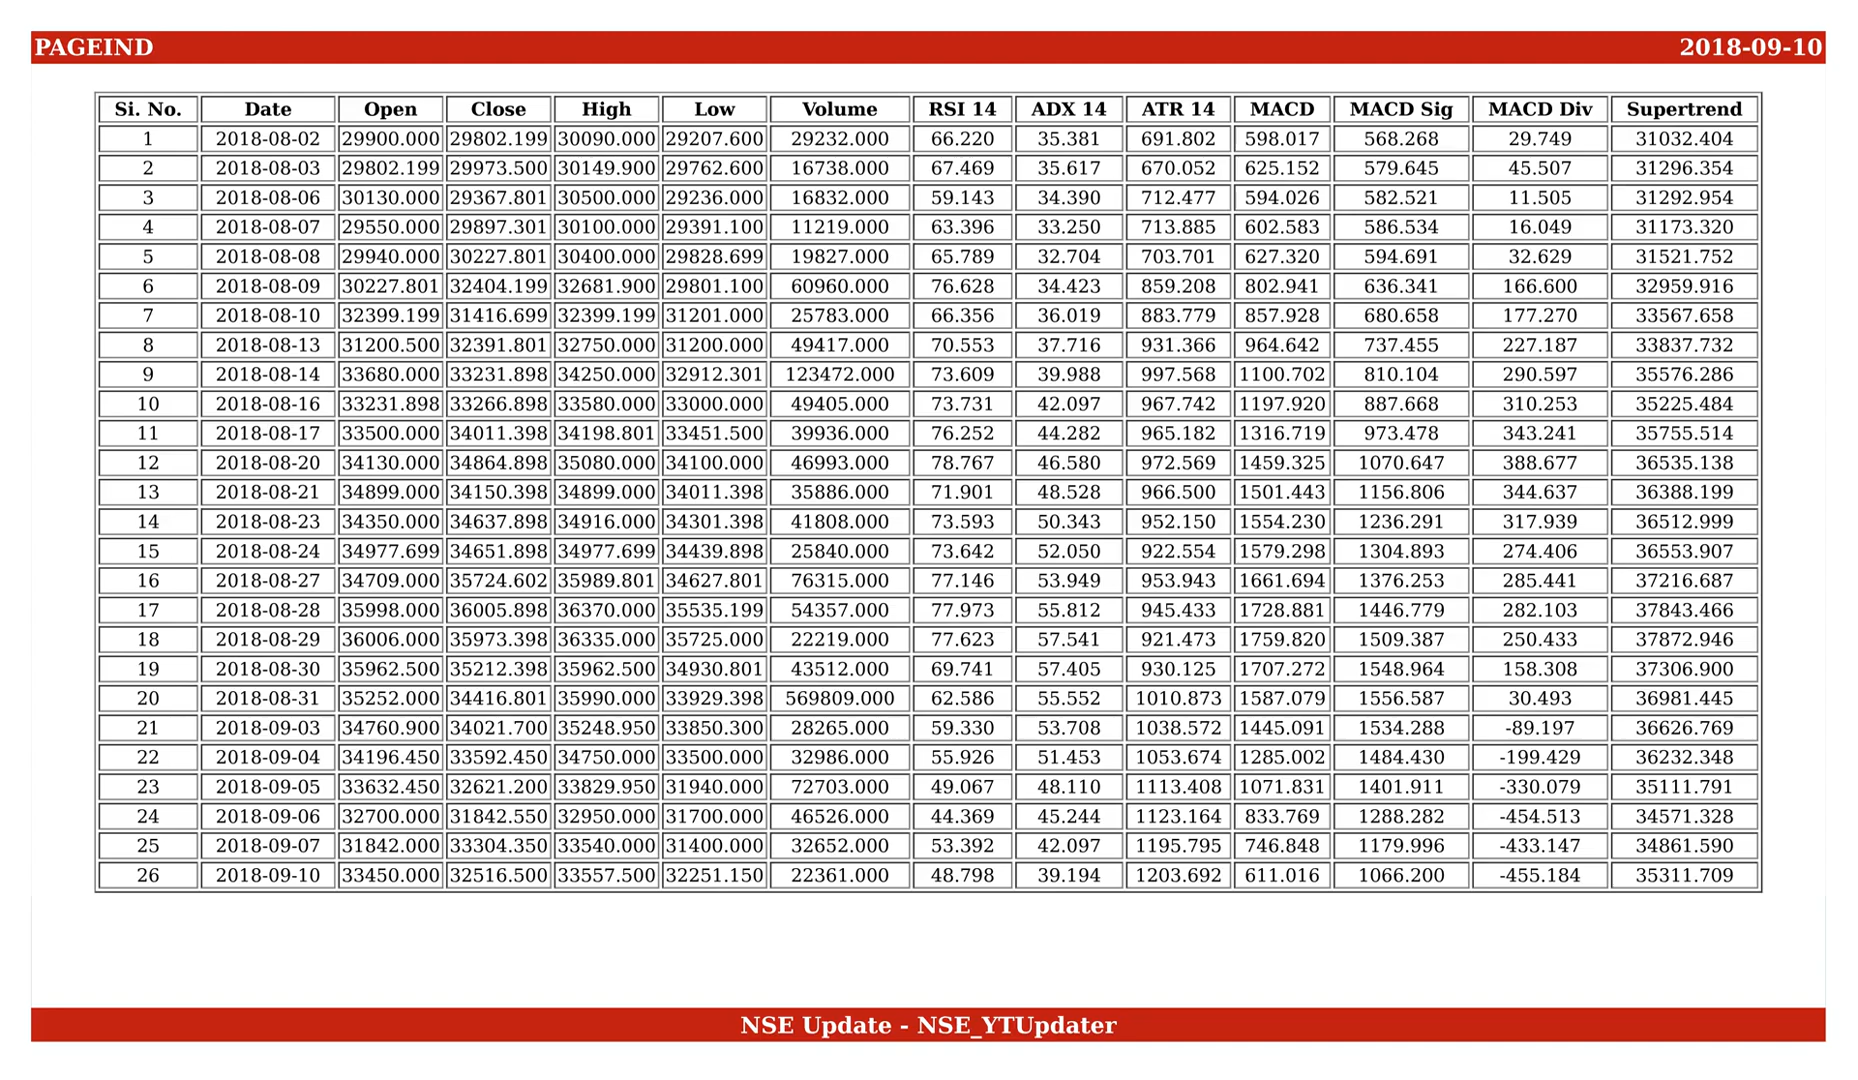 PAGEIND 2018-09-10
Si. No. Date Open Close High Low Volume RSI 14 ADX 14 ATR 14 MACD MACD Sig MACD Div Supertrend
1 2018-08-02 29900.000 29802.199 30090.000 29207.600 29232.000 66.220 35.381 691.802 598.017 568.268 29.749 31032.404
2 2018-08-03 29802.199 29973.500 30149.900 29762.600 16738.000 67.469 35.617 670.052 625.152 579.645 45.507 31296.354
3 2018-08-06 30130.000 29367.801 30500.000 29236.000 16832.000 59.143 34.390 712.477 594.026 582.521 11.505 31292.954
4 2018-08-07 29550.000 29897.301 30100.000 29391.100 11219.000 63.396 33.250 713.885 602.583 586.534 16.049 31173.320
5 2018-08-08 29940.000 30227.801 30400.000 29828.699 19827.000 65.789 32.704 703.701 627.320 594.691 32.629 31521.752
6 2018-08-09 30227.801 32404.199 32681.900 29801.100 60960.000 76.628 34.423 859.208 802.941 636.341 166.600 32959.916
7 2018-08-10 32399.199 31416.699 32399.199 31201.000 25783.000 66.356 36.019 883.779 857.928 680.658 177.270 33567.658
8 2018-08-13 31200.500 32391.801 32750.000 31200.000 49417.000 70.553 37.716 931.366 964.642 737.455 227.187 33837.732
9 2018-08-14 33680.000 33231.898 34250.000 32912.301 123472.000 73.609 39.988 997.568 1100.702 810.104 290.597 35576.286
10 2018-08-16 33231.898 33266.898 33580.000 33000.000 49405.000 73.731 42.097 967.742 1197.920 887.668 310.253 35225.484
11 2018-08-17 33500.000 34011.398 34198.801 33451.500 39936.000 76.252 44.282 965.182 1316.719 973.478 343.241 35755.514
12 2018-08-20 34130.000 34864.898 35080.000 34100.000 46993.000 78.767 46.580 972.569 1459.325 1070.647 388.677 36535.138
13 2018-08-21 34899.000 34150.398 34899.000 34011.398 35886.000 71.901 48.528 966.500 1501.443 1156.806 344.637 36388.199
14 2018-08-23 34350.000 34637.898 34916.000 34301.398 41808.000 73.593 50.343 952.150 1554.230 1236.291 317.939 36512.999
15 2018-08-24 34977.699 34651.898 34977.699 34439.898 25840.000 73.642 52.050 922.554 1579.298 1304.893 274.406 36553.907
16 2018-08-27 34709.000 35724.602 35989.801 34627.801 76315.000 77.146 53.949 953.943 1661.694 1376.253 285.441 37216.687
17 2018-08-28 35998.000 36005.898 36370.000 35535.199 54357.000 77.973 55.812 945.433 1728.881 1446.779 282.103 37843.466
18 2018-08-29 36006.000 35973.398 36335.000 35725.000 22219.000 77.623 57.541 921.473 1759.820 1509.387 250.433 37872.946
19 2018-08-30 35962.500 35212.398 35962.500 34930.801 43512.000 69.741 57.405 930.125 1707.272 1548.964 158.308 37306.900
20 2018-08-31 35252.000 34416.801 35990.000 33929.398 569809.000 62.586 55.552 1010.873 1587.079 1556.587 30.493 36981.445
21 2018-09-03 34760.900 34021.700 35248.950 33850.300 28265.000 59.330 53.708 1038.572 1445.091 1534.288 -89.197 36626.769
22 2018-09-04 34196.450 33592.450 34750.000 33500.000 32986.000 55.926 51.453 1053.674 1285.002 1484.430 -199.429 36232.348
23 2018-09-05 33632.450 32621.200 33829.950 31940.000 72703.000 49.067 48.110 1113.408 1071.831 1401.911 -330.079 35111.791
24 2018-09-06 32700.000 31842.550 32950.000 31700.000 46526.000 44.369 45.244 1123.164 833.769 1288.282 -454.513 34571.328
25 2018-09-07 31842.000 33304.350 33540.000 31400.000 32652.000 53.392 42.097 1195.795 746.848 1179.996 -433.147 34861.590
26 2018-09-10 33450.000 32516.500 33557.500 32251.150 22361.000 48.798 39.194 1203.692 611.016 1066.200 -455.184 35311.709
NSE Update - NSE_YTUpdater